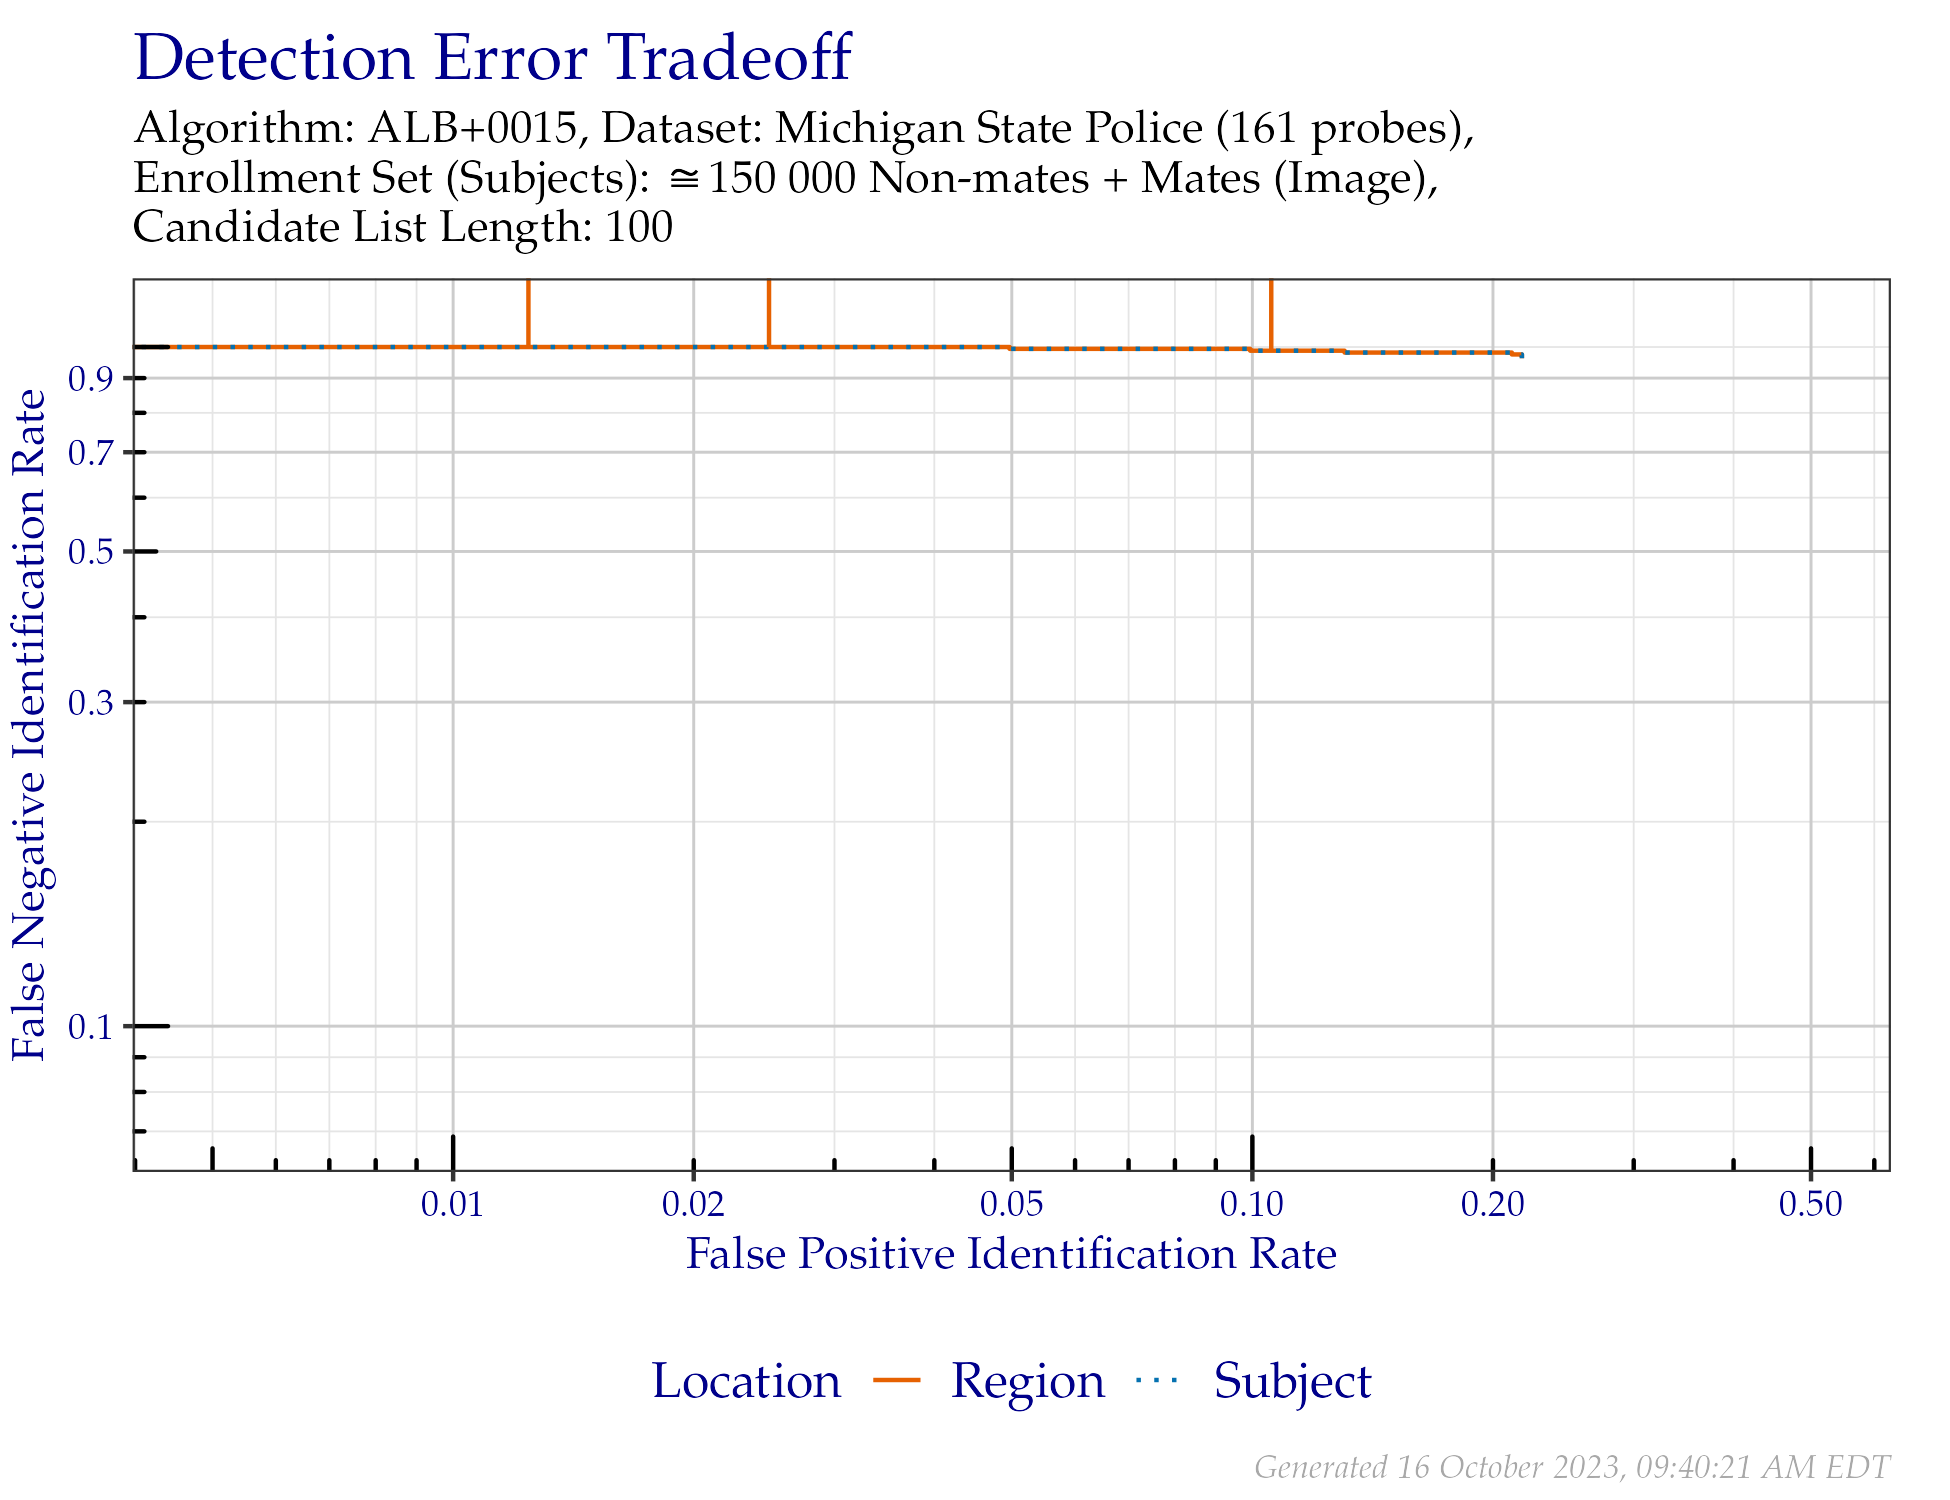 Detection Error Tradeoff
Algorithm: ALB+0015, Dataset: Michigan State Police (161 probes),
Enrollment Set (Subjects): ≅ 150 000 Non-mates + Mates (Image),
Candidate List Length: 100
False Negative Identification Rate
0.9
0.7
0.5
0.3
0.1
0.01 0.02 0.05 0.10 0.20 0.50
False Positive Identification Rate
Location Region Subject
Generated 16 October 2023, 09:40:21 AM EDT